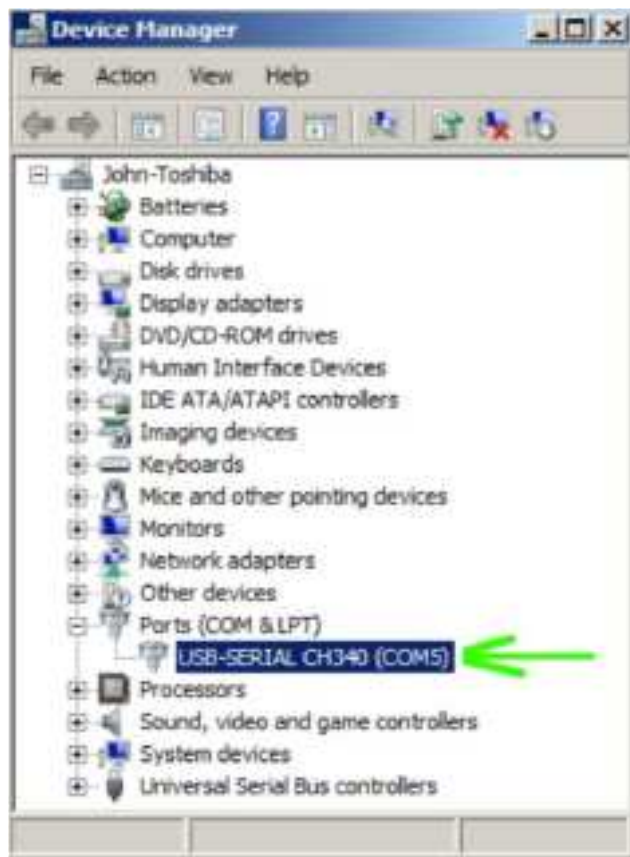 Device Manager
File Action View Help
John-Toshiba
Batteries
Computer
Disk drives
Display adapters
DVD/CD-ROM drives
Human Interface Devices
IDE ATA/ATAPI controllers
Imaging devices
Keyboards
Mice and other pointing devices
Monitors
Network adapters
Other devices
Ports (COM & LPT)
USB-SERIAL CH340 (COM5)
Processors
Sound, video and game controllers
System devices
Universal Serial Bus controllers